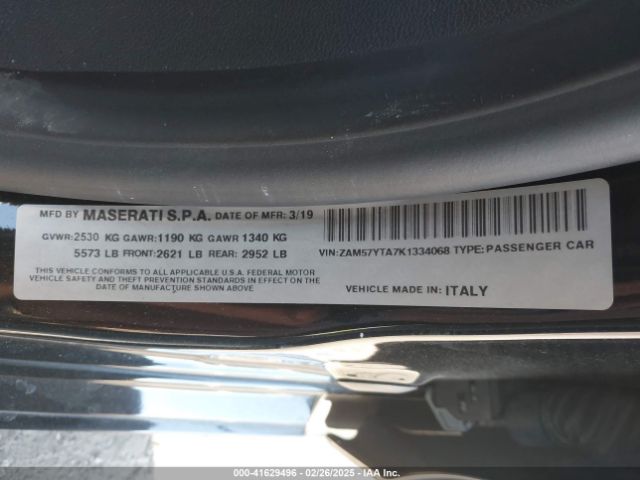 MFD BY MASERATI S.P.A. DATE OF MFR: 3/19
GVWR:2530 KG GAWR:1190 KG GAWR 1340 KG
5573 LB FRONT:2621 LB REAR: 2952 LB
THIS VEHICLE CONFORMS TO ALL APPLICABLE U.S.A. FEDERAL MOTOR
VEHICLE SAFETY AND THEFT PREVENTION STANDARDS IN EFFECT ON THE
DATE OF MANUFACTURE SHOWN ABOVE
VIN:ZAM57YTA7K1334068 TYPE:PASSENGER CAR
VEHICLE MADE IN: ITALY
000-41629496 - 02/26/2025 - IAA Inc.